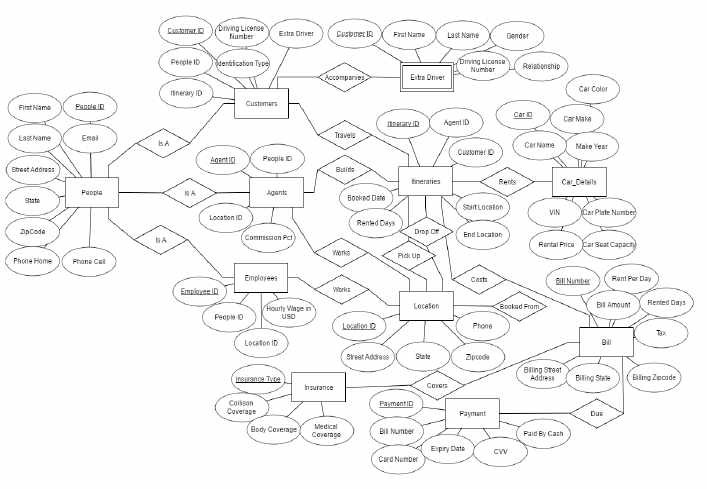 Customer ID
Driving License
Number
Extra Driver
Customer ID
First Name
Last Name
Gender
People ID
Identification Type
Accompanies
Extra Driver
Driving License
Number
Relationship
Itinerary ID
Customers
Car Color
First Name
People ID
Itinerary ID
Agent ID
Car ID
Car Make
Last Name
Email
Is A
Travels
Customer ID
Car Name
Make Year
Street Address
Agent ID
People ID
Builds
Itineraries
Rents
Car_Details
State
People
Is A
Agents
Booked Date
Start Location
VIN
Car Plate Number
ZipCode
Location ID
Rented Days
Drop Off
End Location
Rental Price
Car Seat Capacity
Phone Home
Phone Cell
Is A
Commission Pct
Works
Pick Up
Employees
Works
Costs
Bill Number
Rent Per Day
Employee ID
Hourly Wage in
USD
Location
Booked From
Bill Amount
Rented Days
People ID
Location ID
Phone
Tax
Location ID
Street Address
State
Zipcode
Bill
Insurance Type
Insurance
Covers
Billing Street
Address
Billing State
Billing Zipcode
Collision
Coverage
Payment ID
Body Coverage
Medical
Coverage
Bill Number
Payment
Due
Card Number
Expiry Date
CVV
Paid By Cash